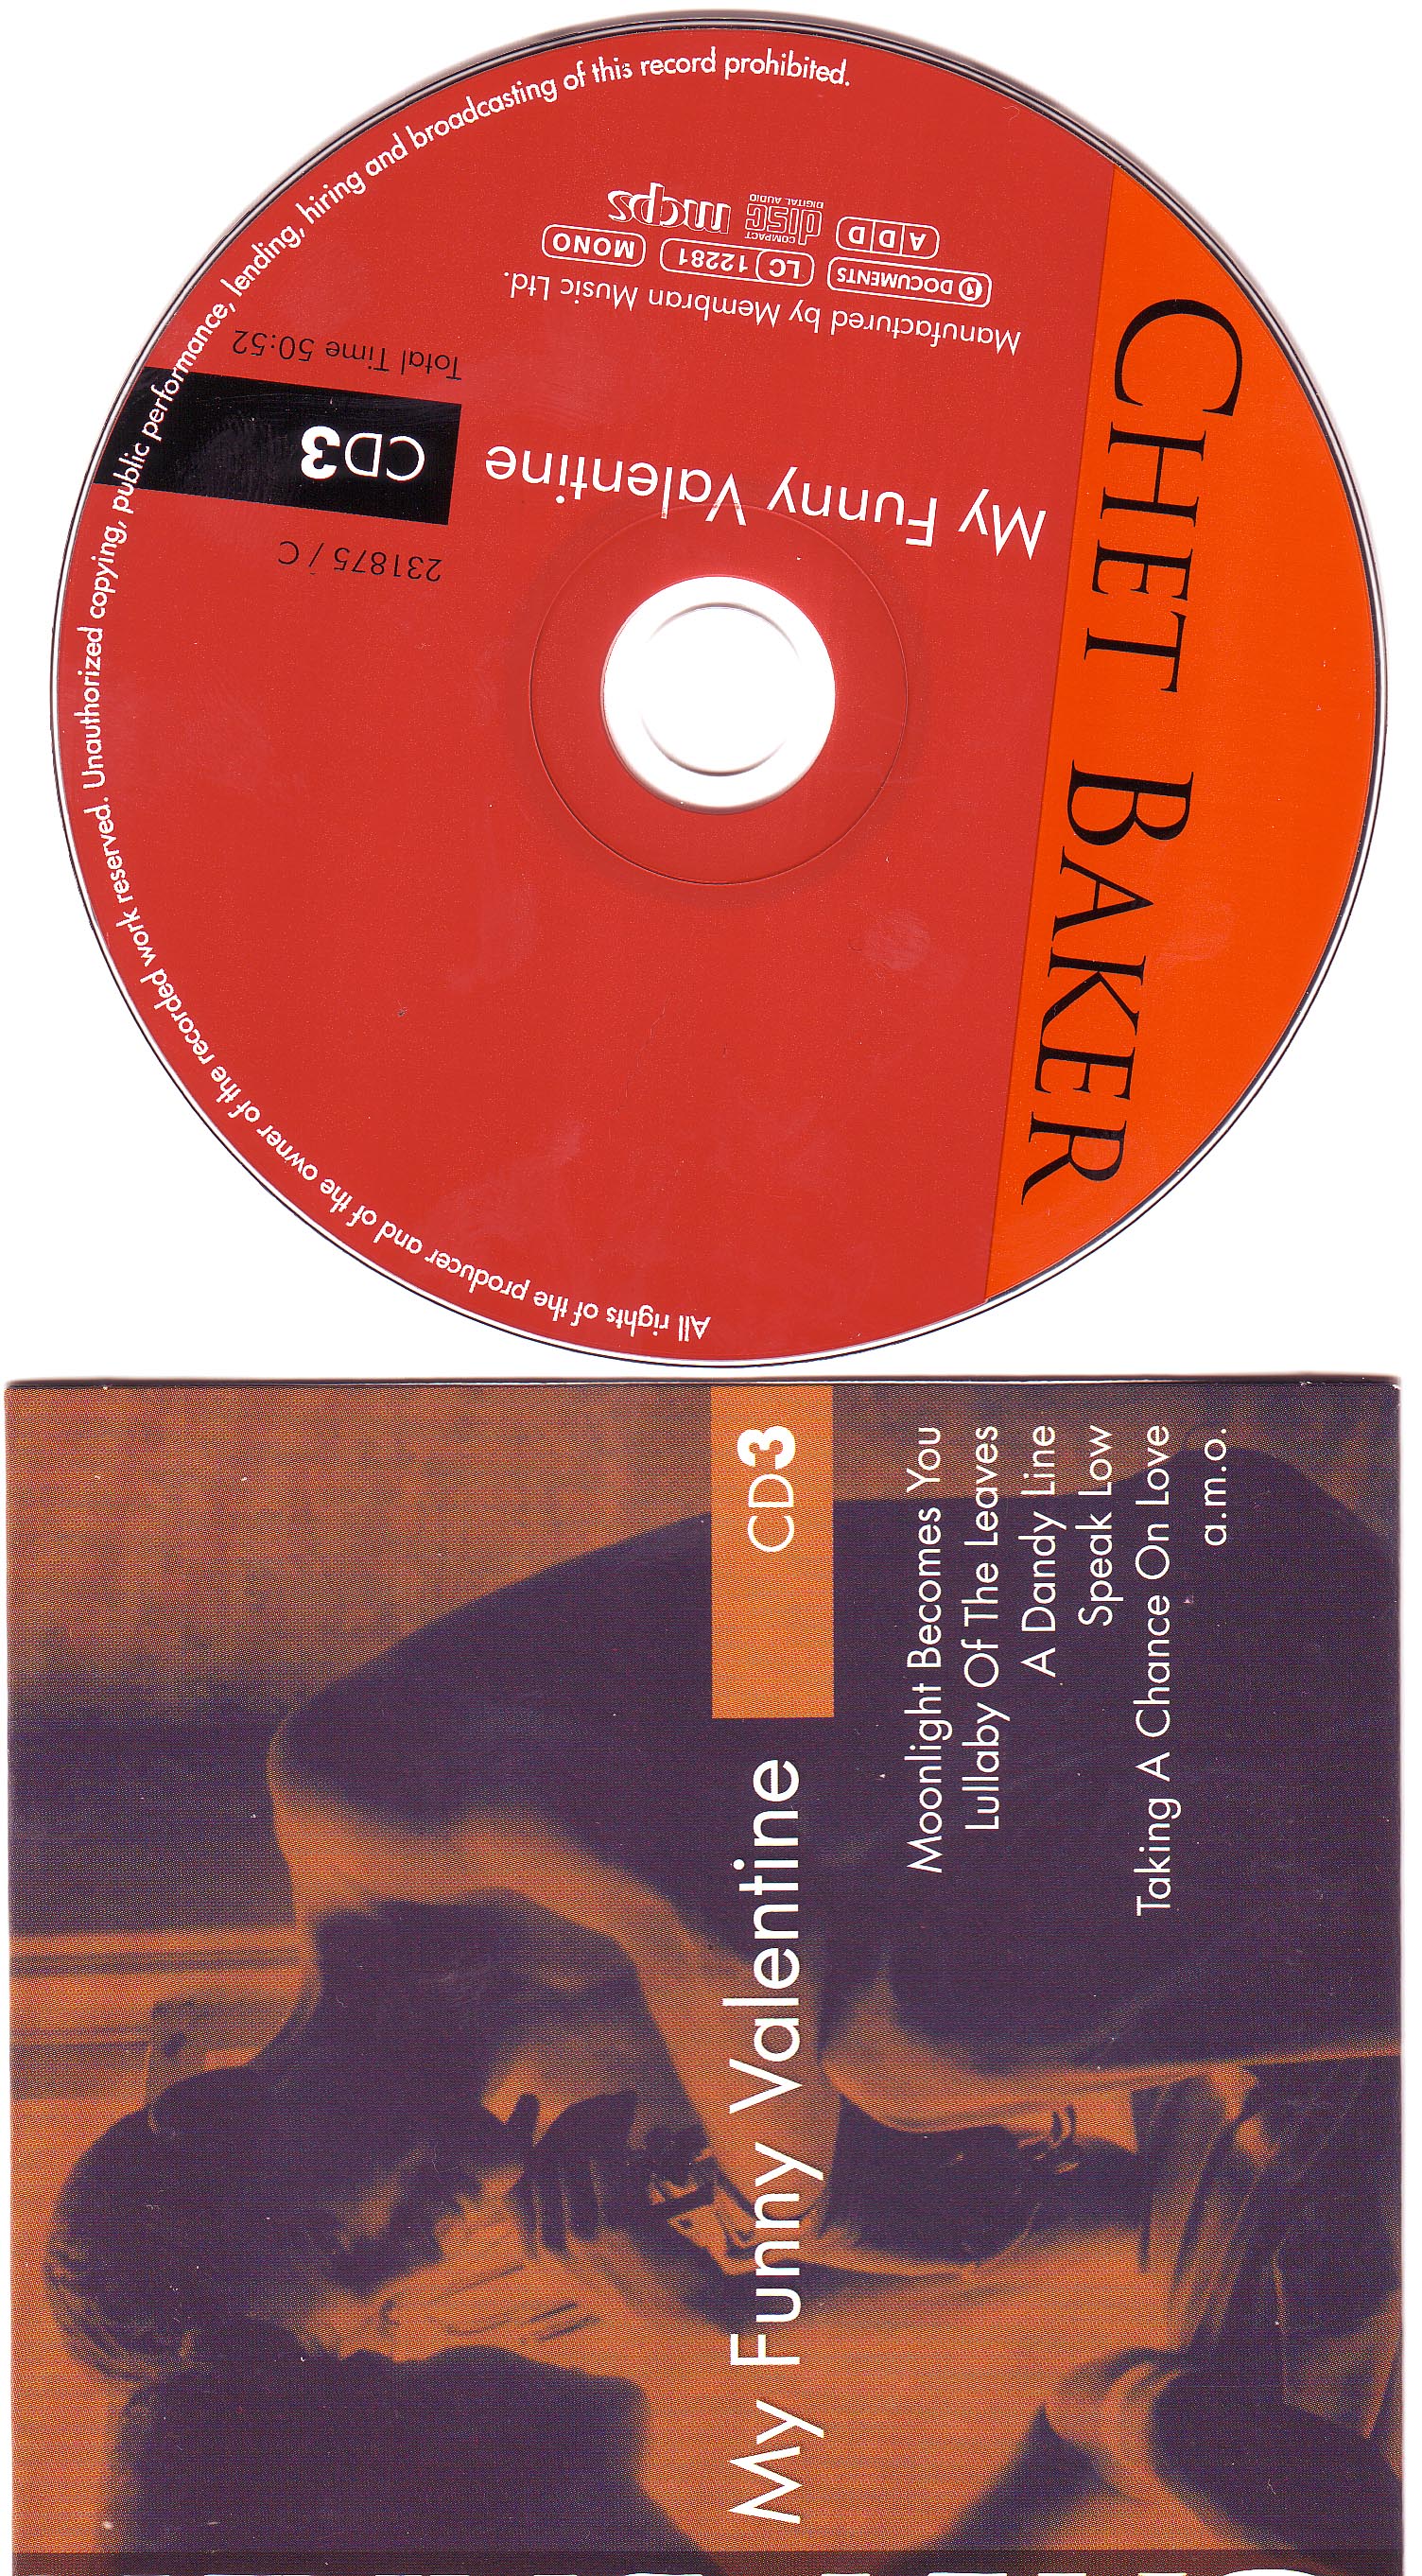 CHET BAKER
My Funny Valentine
231875 / C
CD3
Total Time 50:52
Manufactured by Membran Music Ltd.
1 DOCUMENTS LC 12281 MONO
ADD COMPACT disc DIGITAL AUDIO mcps
All rights of the producer and of the owner of the recorded work reserved. Unauthorized copying, public performance, lending, hiring and broadcasting of this record prohibited.
My Funny Valentine CD3
Moonlight Becomes You
Lullaby Of The Leaves
A Dandy Line
Speak Low
Taking A Chance On Love
a.m.o.